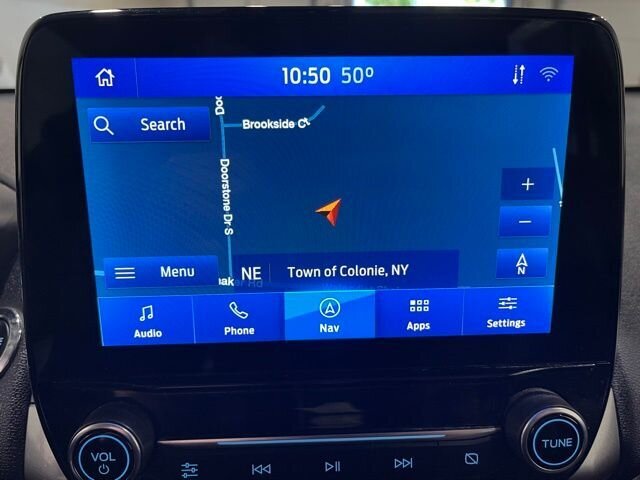 10:50 50°
Search
Brookside Ct
Doorstone Dr S
Menu
NE Town of Colonie, NY
N
Audio Phone Nav Apps Settings
VOL
TUNE